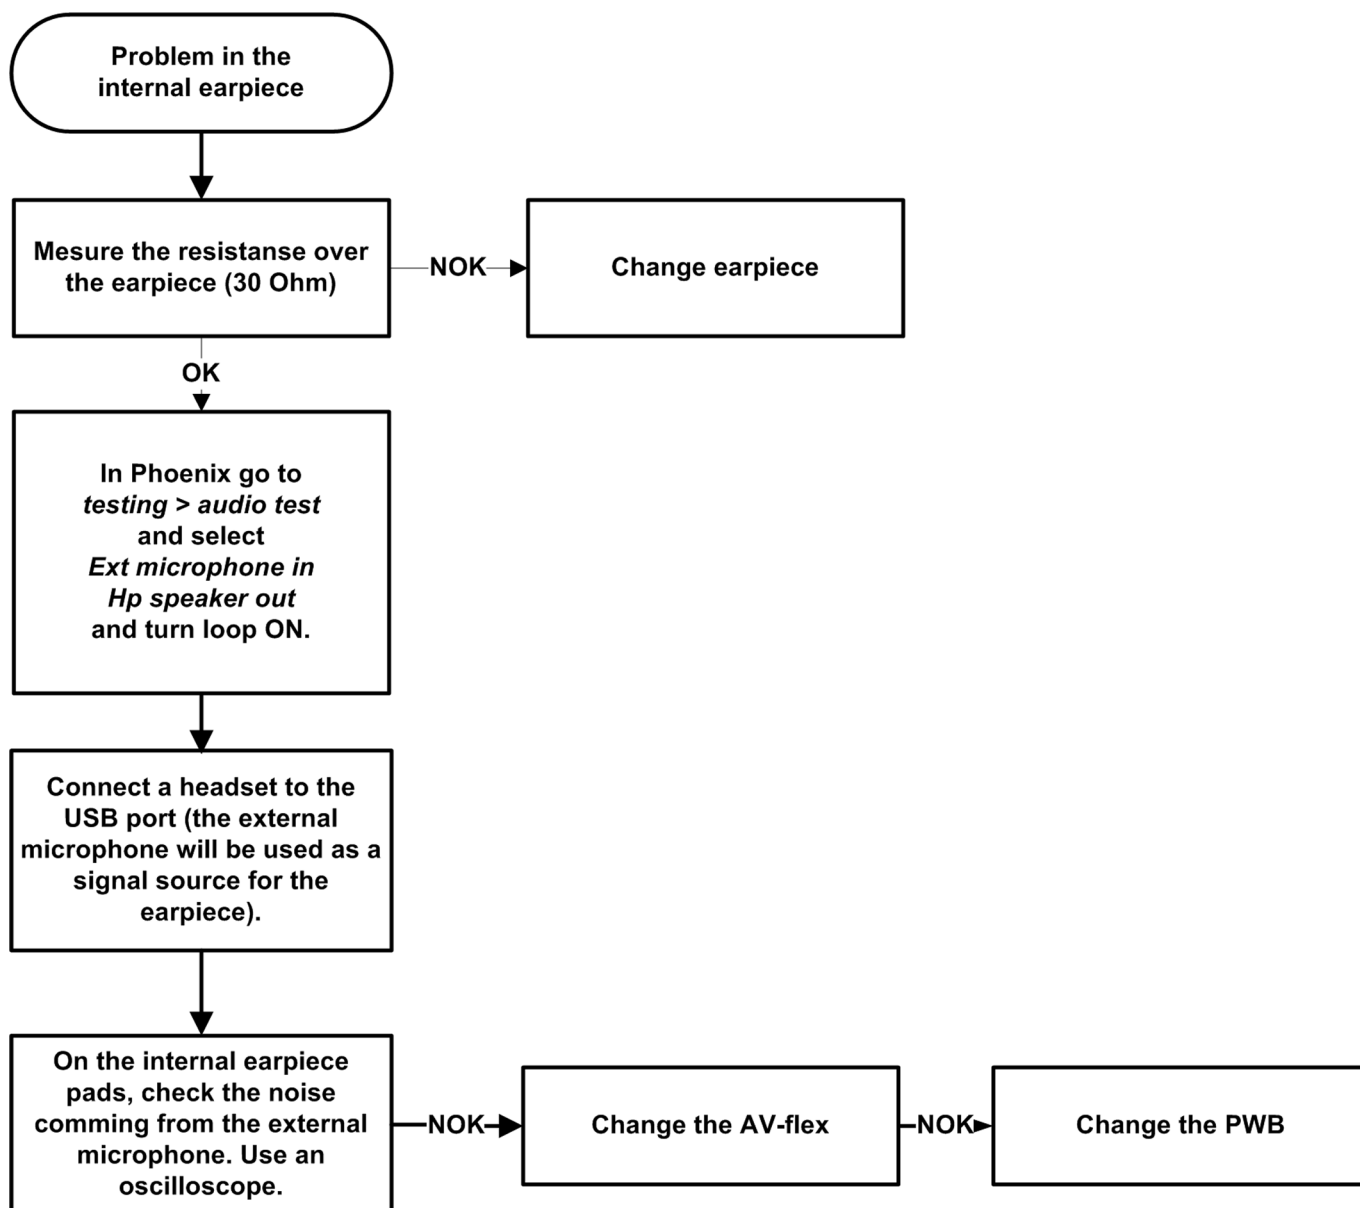 Problem in the
internal earpiece
Mesure the resistanse over
the earpiece (30 Ohm)
NOK
Change earpiece
OK
In Phoenix go to
testing > audio test
and select
Ext microphone in
Hp speaker out
and turn loop ON.
Connect a headset to the
USB port (the external
microphone will be used as a
signal source for the
earpiece).
On the internal earpiece
pads, check the noise
comming from the external
microphone. Use an
oscilloscope.
NOK
Change the AV-flex
NOK
Change the PWB